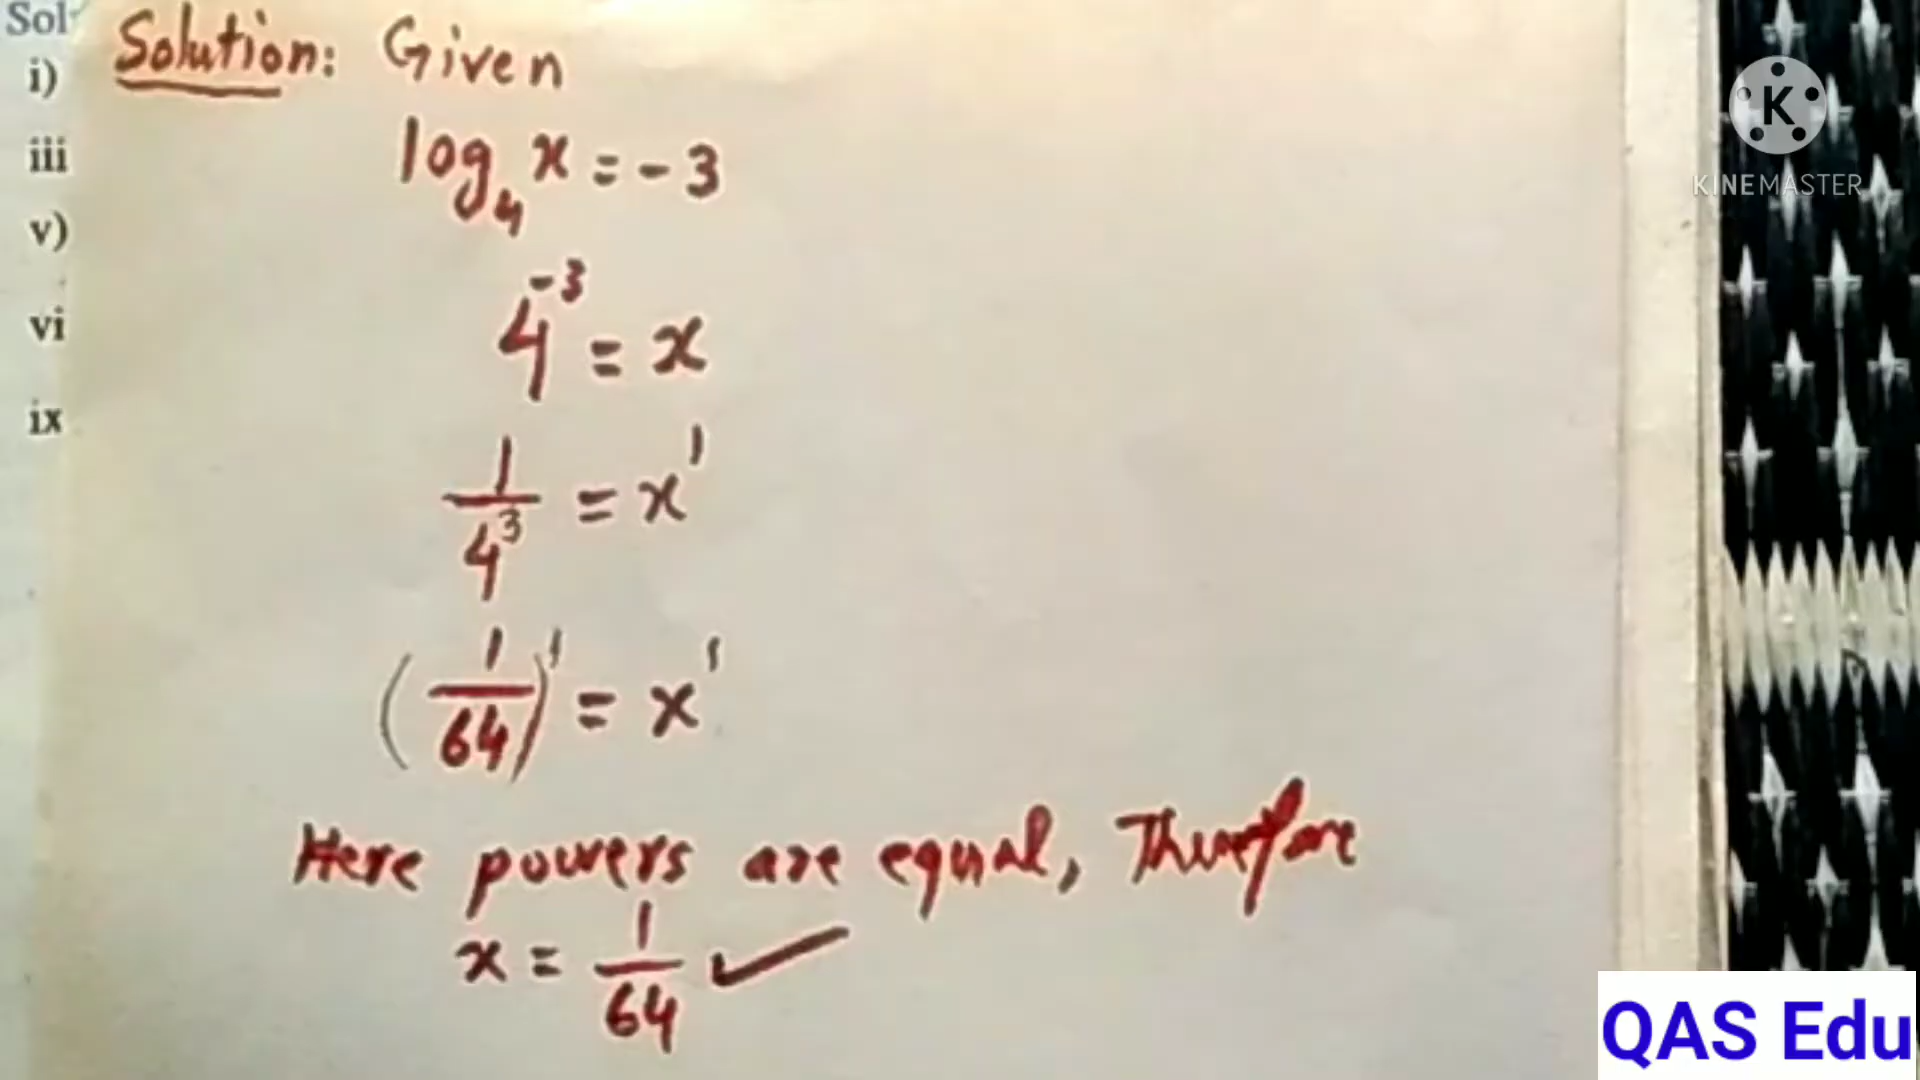 Sol
i)
iii
v)
vi
ix
Solution: Given
log₄ x = -3
4⁻³ = x
1/4³ = x¹
(1/64)¹ = x¹
Here powers are equal, Therefore
x = 1/64 ✓
K
KINEMASTER
QAS Edu